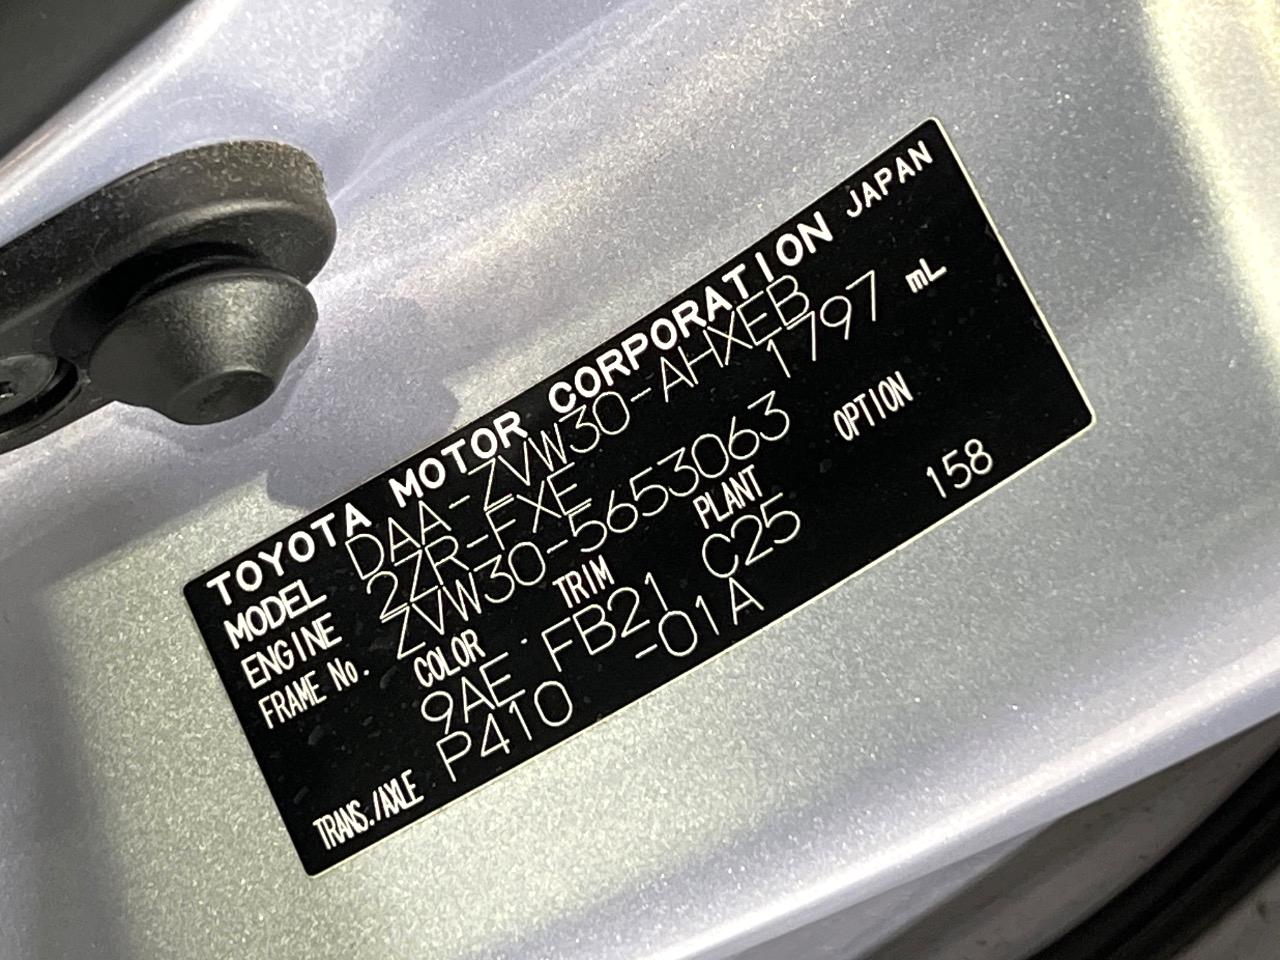 TOYOTA MOTOR CORPORATION JAPAN
MODEL DAA-ZVW30-AHXEB
ENGINE 2ZR-FXE 1797 mL
FRAME No. ZVW30-5653063
COLOR TRIM PLANT OPTION
9AE FB21 C25 158
TRANS./AXLE P410 -01A